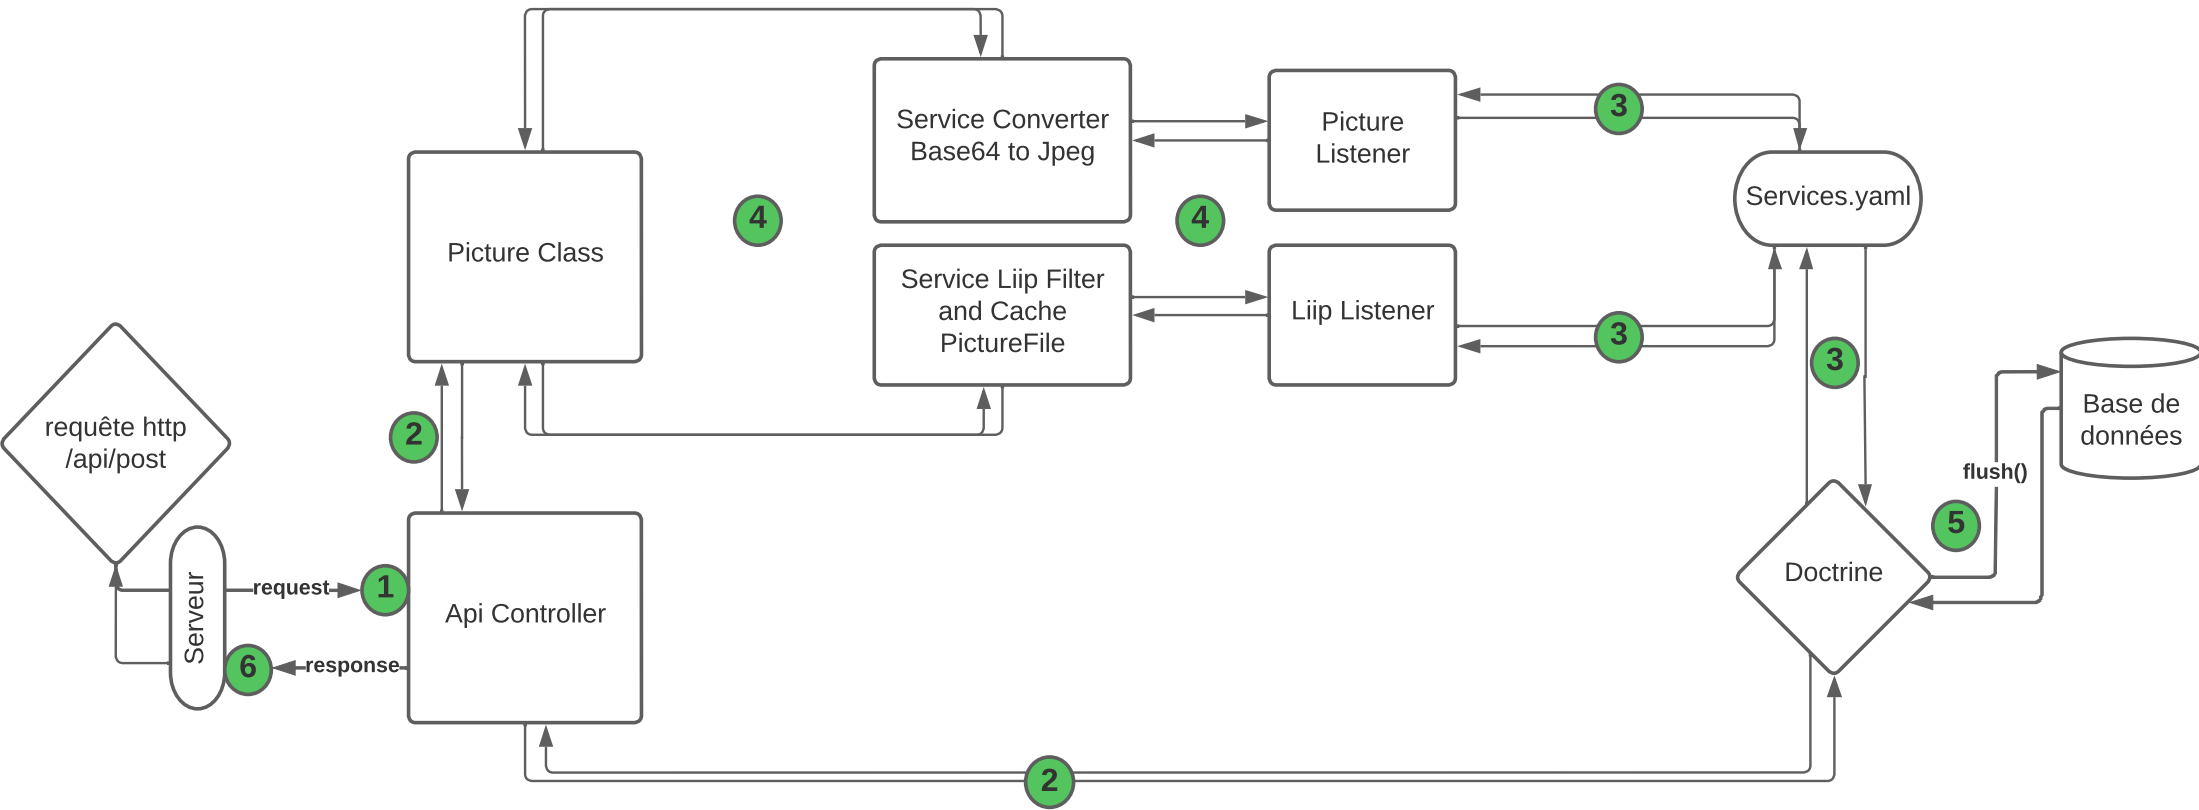 Service Converter
Base64 to Jpeg
Picture
Listener
3
Services.yaml
Picture Class
4
4
Service Liip Filter
and Cache
PictureFile
Liip Listener
3
3
requête http
/api/post
2
Base de
données
flush()
5
Serveur
request
1
Api Controller
Doctrine
6
response
2